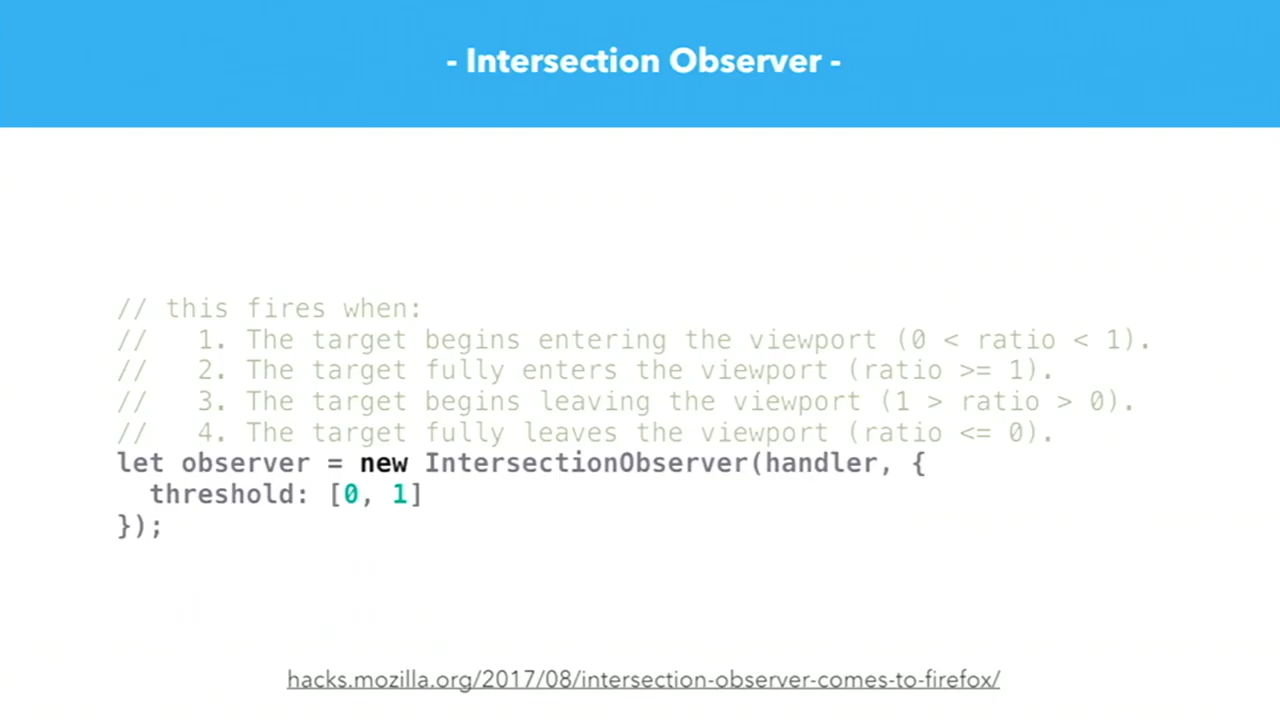 - Intersection Observer -
// this fires when:
//   1. The target begins entering the viewport (0 < ratio < 1).
//   2. The target fully enters the viewport (ratio >= 1).
//   3. The target begins leaving the viewport (1 > ratio > 0).
//   4. The target fully leaves the viewport (ratio <= 0).
let observer = new IntersectionObserver(handler, {
  threshold: [0, 1]
});
hacks.mozilla.org/2017/08/intersection-observer-comes-to-firefox/